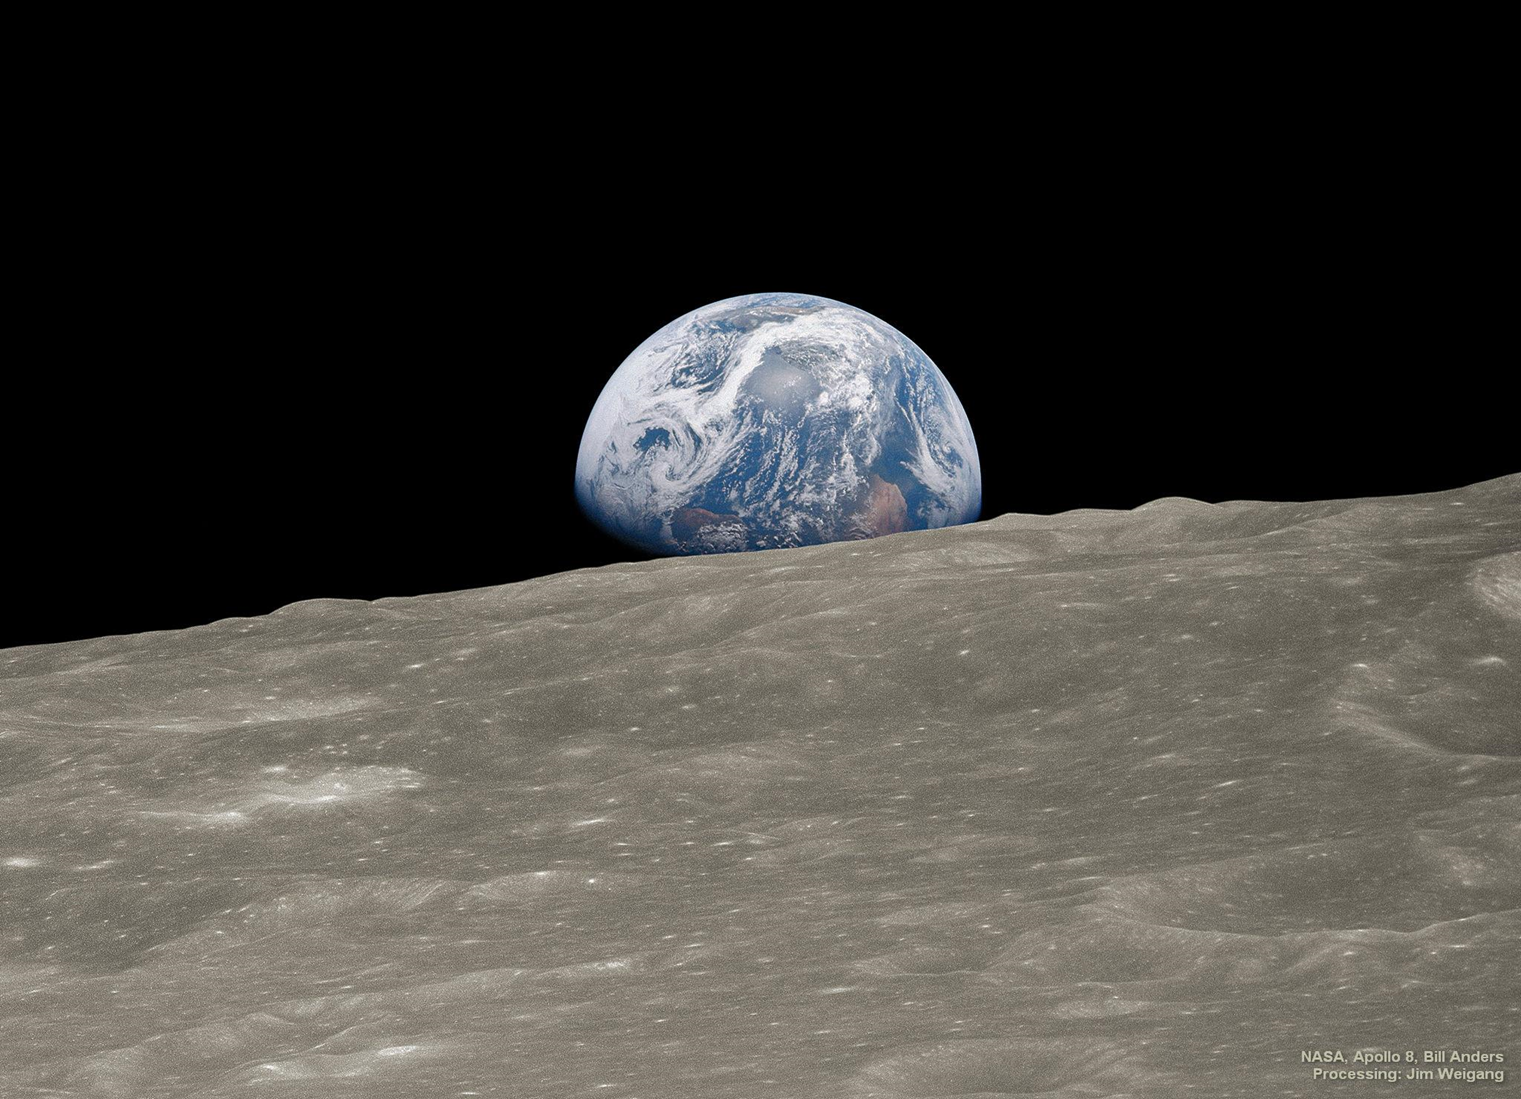 NASA, Apollo 8, Bill Anders
Processing: Jim Weigang